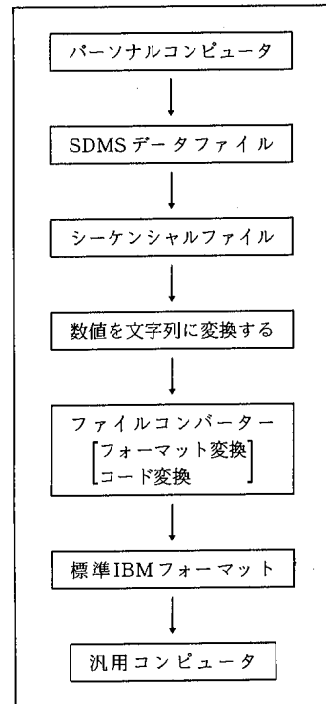 パーソナルコンピュータ
SDMSデータファイル
シーケンシャルファイル
数値を文字列に変換する
ファイルコンバーター
フォーマット変換
コード変換
標準IBMフォーマット
汎用コンピュータ